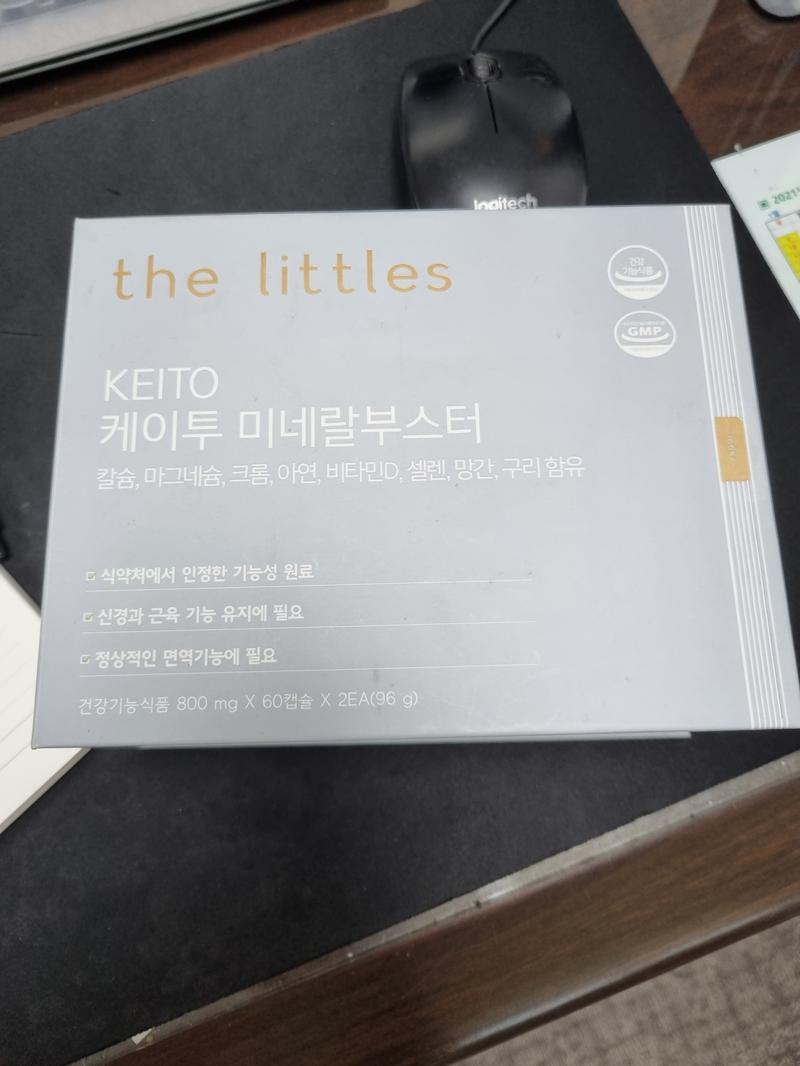 logitech
2021
the littles
건강
기능식품
GMP
KEITO
케이투 미네랄부스터
칼슘, 마그네슘, 크롬, 아연, 비타민D, 셀렌, 망간, 구리 함유
식약처에서 인정한 기능성 원료
신경과 근육 기능 유지에 필요
정상적인 면역기능에 필요
건강기능식품 800 mg X 60캡슐 X 2EA(96 g)